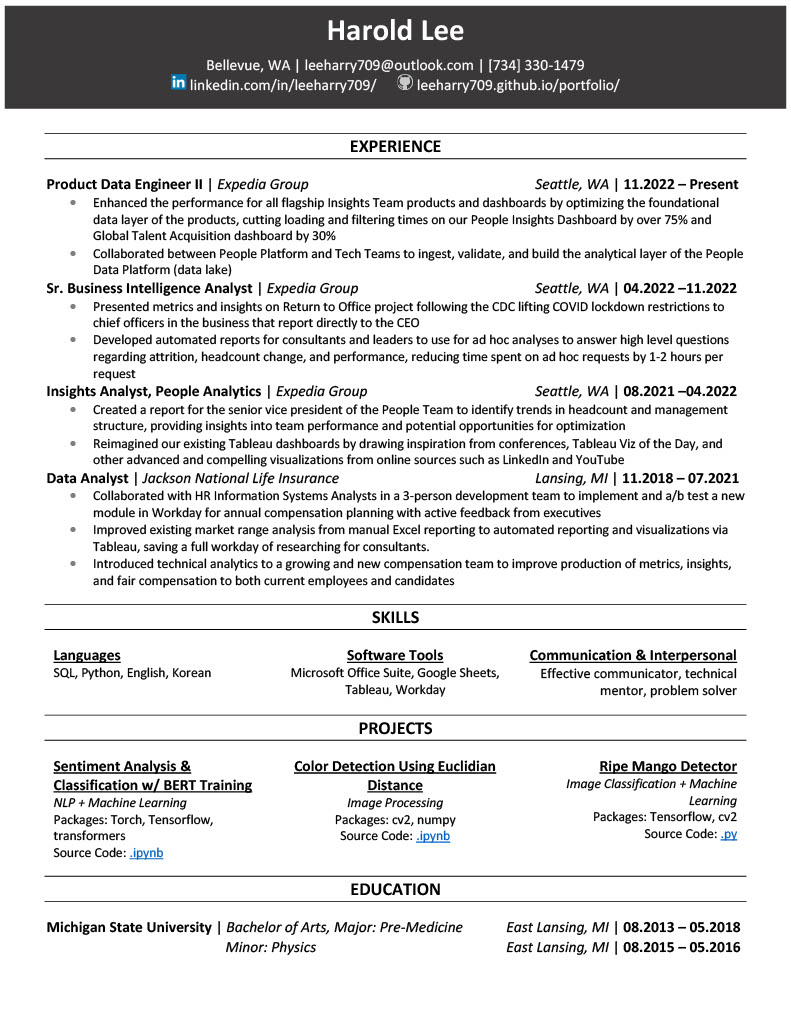 Harold Lee
Bellevue, WA | leeharry709@outlook.com | [734] 330-1479
in linkedin.com/in/leeharry709/ leeharry709.github.io/portfolio/
EXPERIENCE
Product Data Engineer II | Expedia Group Seattle, WA | 11.2022 – Present
• Enhanced the performance for all flagship Insights Team products and dashboards by optimizing the foundational
data layer of the products, cutting loading and filtering times on our People Insights Dashboard by over 75% and
Global Talent Acquisition dashboard by 30%
• Collaborated between People Platform and Tech Teams to ingest, validate, and build the analytical layer of the People
Data Platform (data lake)
Sr. Business Intelligence Analyst | Expedia Group Seattle, WA | 04.2022 –11.2022
• Presented metrics and insights on Return to Office project following the CDC lifting COVID lockdown restrictions to
chief officers in the business that report directly to the CEO
• Developed automated reports for consultants and leaders to use for ad hoc analyses to answer high level questions
regarding attrition, headcount change, and performance, reducing time spent on ad hoc requests by 1-2 hours per
request
Insights Analyst, People Analytics | Expedia Group Seattle, WA | 08.2021 –04.2022
• Created a report for the senior vice president of the People Team to identify trends in headcount and management
structure, providing insights into team performance and potential opportunities for optimization
• Reimagined our existing Tableau dashboards by drawing inspiration from conferences, Tableau Viz of the Day, and
other advanced and compelling visualizations from online sources such as LinkedIn and YouTube
Data Analyst | Jackson National Life Insurance Lansing, MI | 11.2018 – 07.2021
• Collaborated with HR Information Systems Analysts in a 3-person development team to implement and a/b test a new
module in Workday for annual compensation planning with active feedback from executives
• Improved existing market range analysis from manual Excel reporting to automated reporting and visualizations via
Tableau, saving a full workday of researching for consultants.
• Introduced technical analytics to a growing and new compensation team to improve production of metrics, insights,
and fair compensation to both current employees and candidates
SKILLS
Languages
SQL, Python, English, Korean
Software Tools
Microsoft Office Suite, Google Sheets,
Tableau, Workday
Communication & Interpersonal
Effective communicator, technical
mentor, problem solver
PROJECTS
Sentiment Analysis &
Classification w/ BERT Training
NLP + Machine Learning
Packages: Torch, Tensorflow,
transformers
Source Code: .ipynb
Color Detection Using Euclidian
Distance
Image Processing
Packages: cv2, numpy
Source Code: .ipynb
Ripe Mango Detector
Image Classification + Machine
Learning
Packages: Tensorflow, cv2
Source Code: .py
EDUCATION
Michigan State University | Bachelor of Arts, Major: Pre-Medicine East Lansing, MI | 08.2013 – 05.2018
Minor: Physics East Lansing, MI | 08.2015 – 05.2016